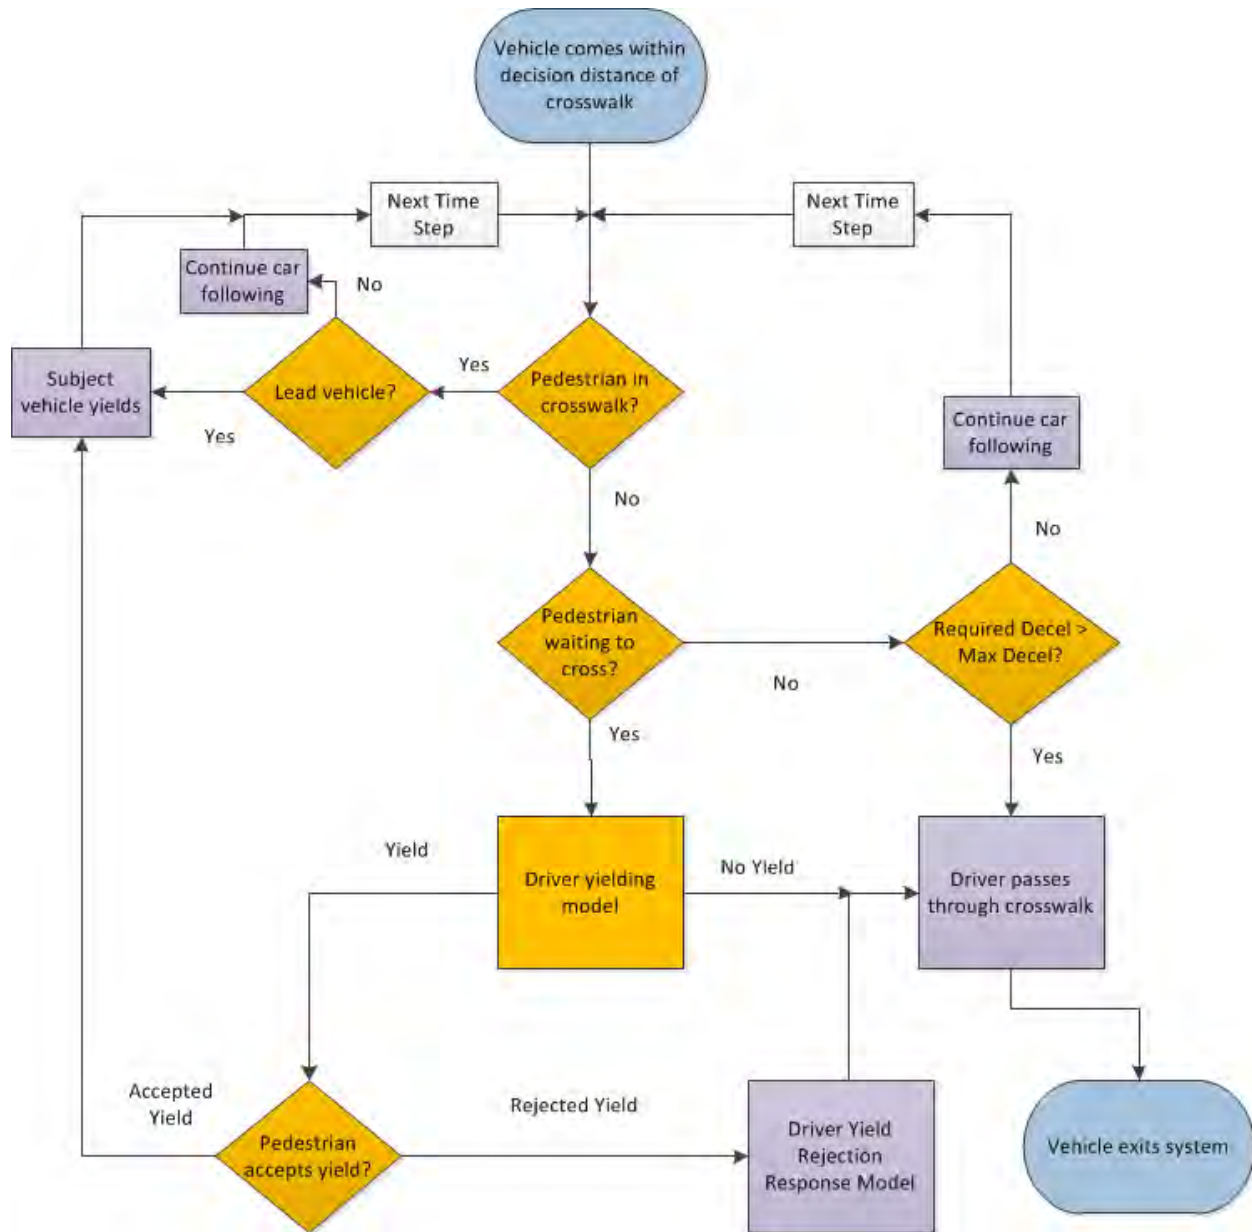 Vehicle comes within
decision distance of
crosswalk
Next Time
Step
Next Time
Step
Continue car
following
No
Subject
vehicle yields
Lead vehicle?
Yes
Pedestrian in
crosswalk?
Yes
Continue car
following
No
No
Pedestrian
waiting to
cross?
No
Required Decel >
Max Decel?
Yes
Yes
Yield
Driver yielding
model
No Yield
Driver passes
through crosswalk
Accepted
Yield
Pedestrian
accepts yield?
Rejected Yield
Driver Yield
Rejection
Response Model
Vehicle exits system